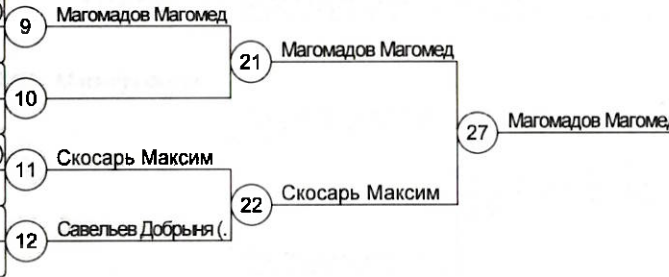 9 Магомадов Магомед
21 Магомадов Магомед
10
27 Магомадов Магомед
11 Скосарь Максим
22 Скосарь Максим
12 Савельев Добрыня (.